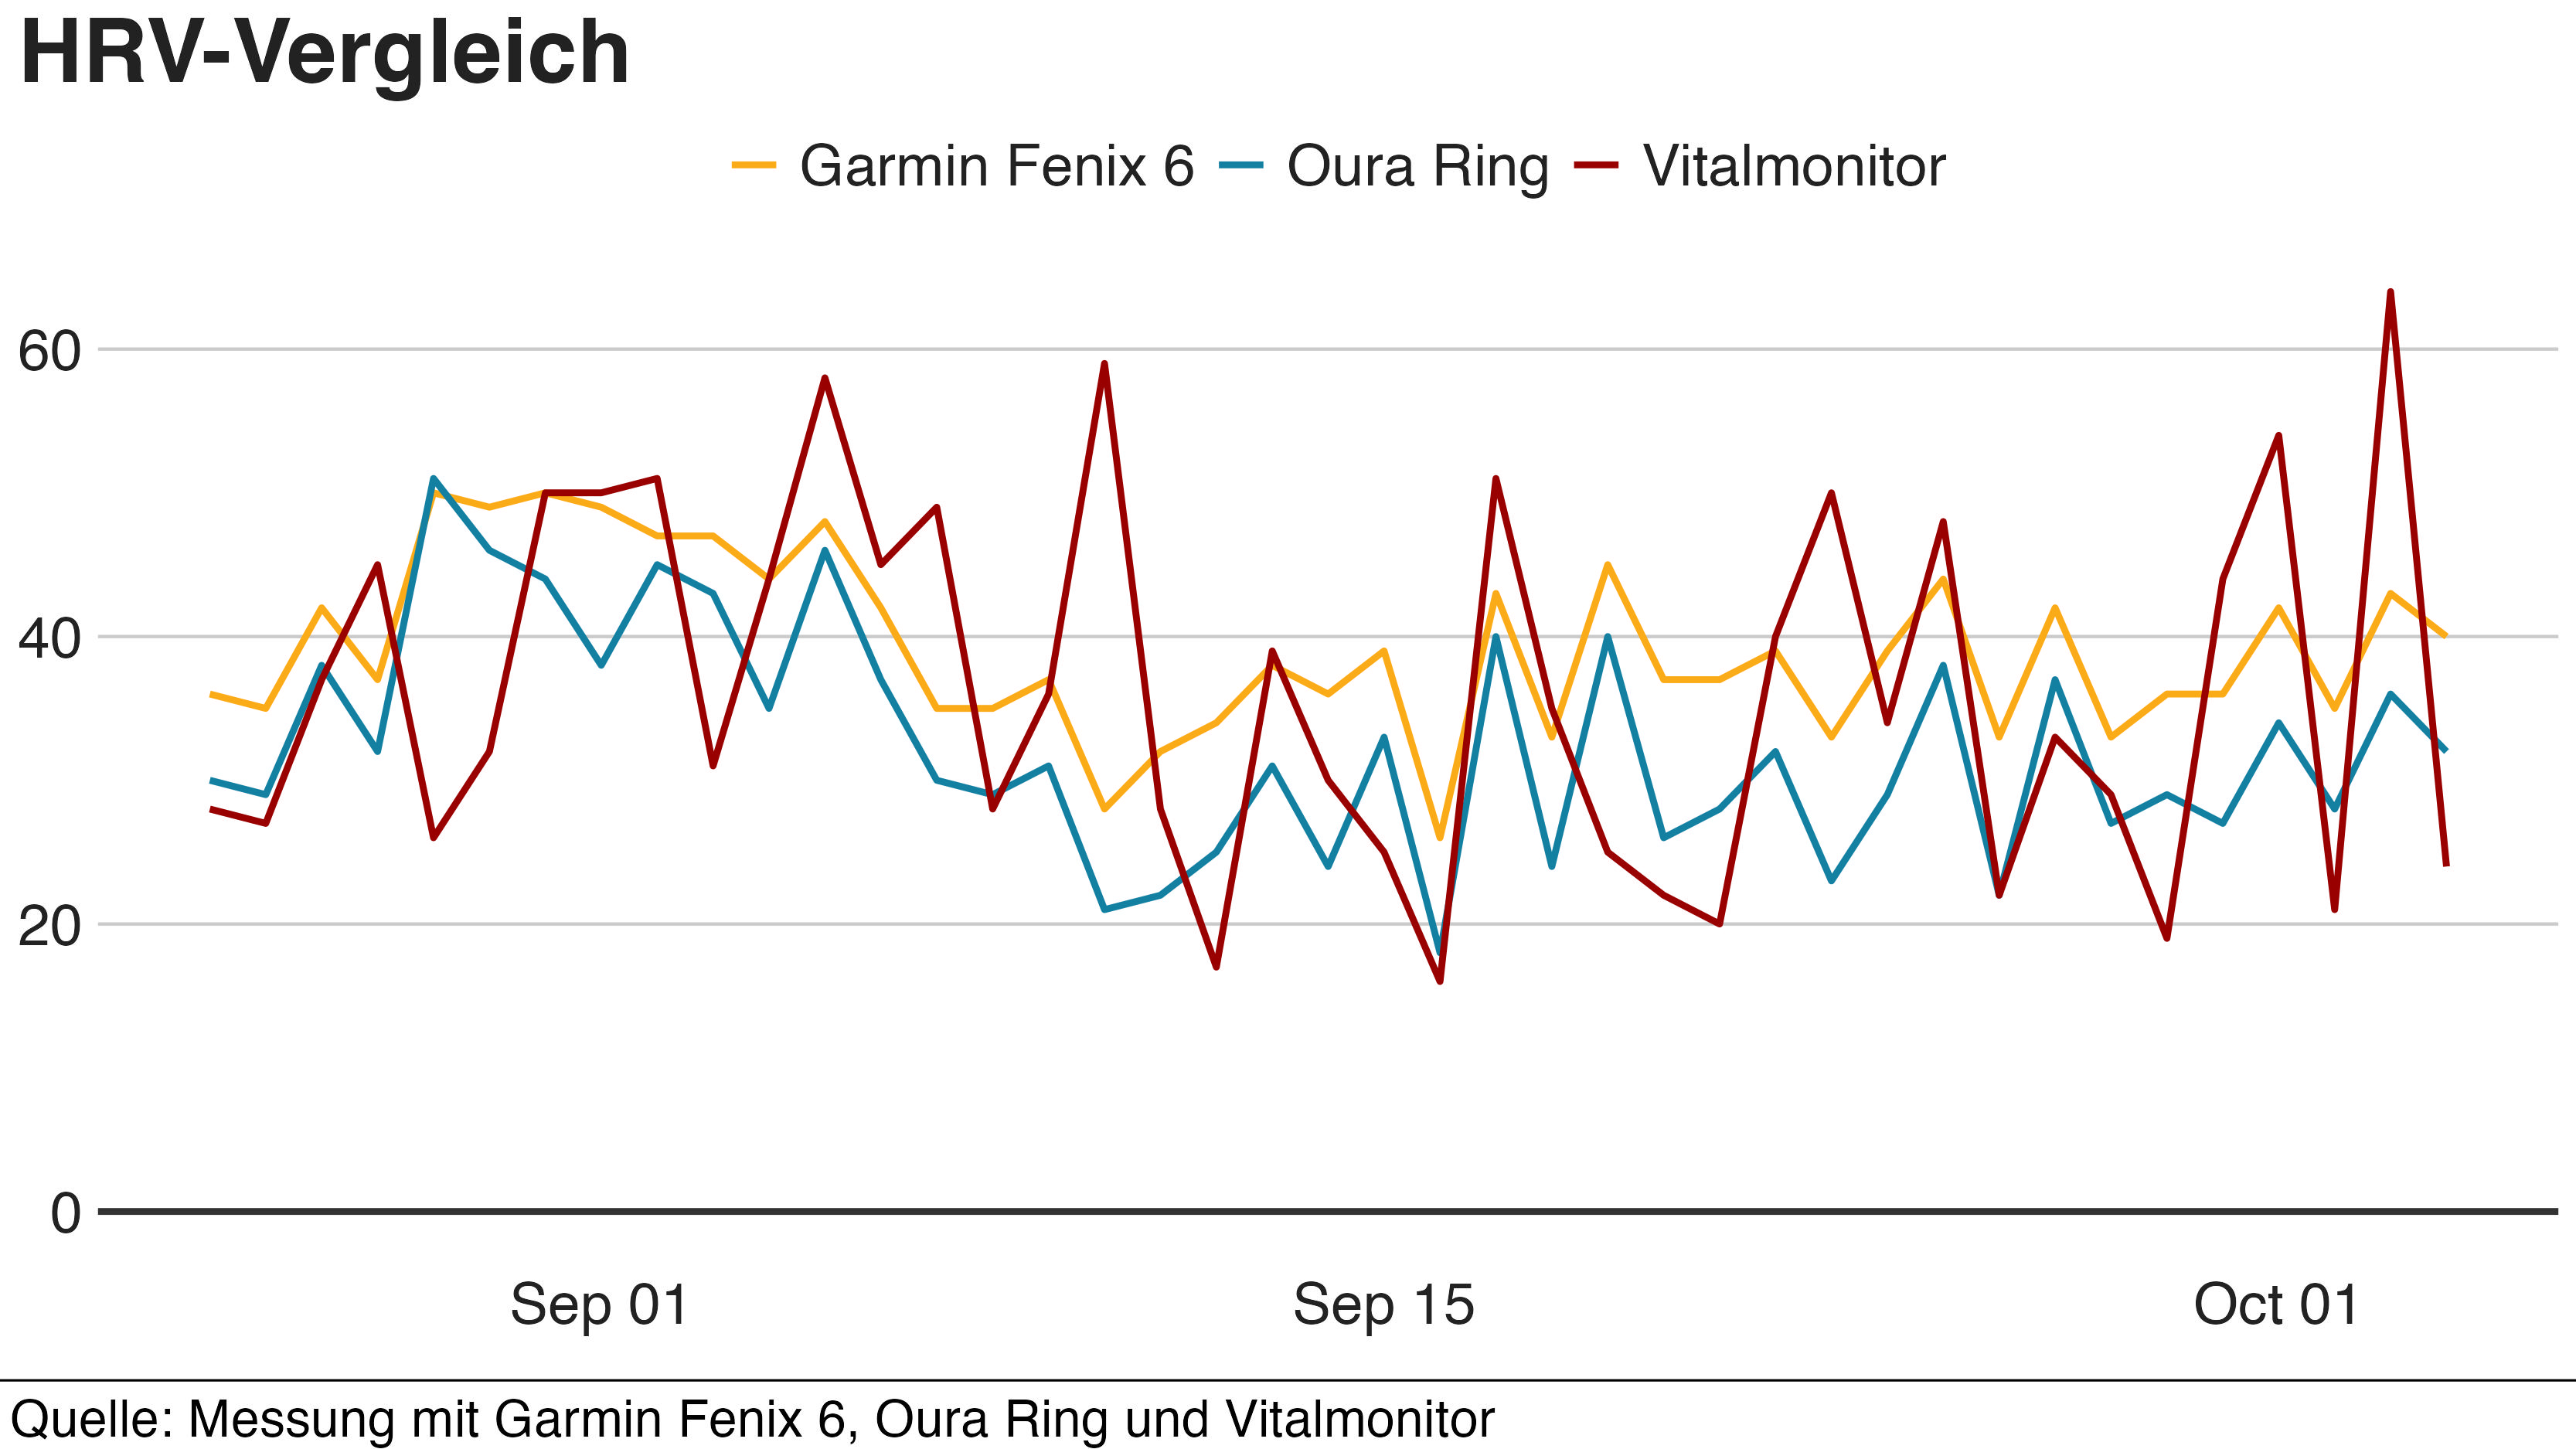 HRV-Vergleich
Garmin Fenix 6 Oura Ring Vitalmonitor
60
40
20
0
Sep 01 Sep 15 Oct 01
Quelle: Messung mit Garmin Fenix 6, Oura Ring und Vitalmonitor